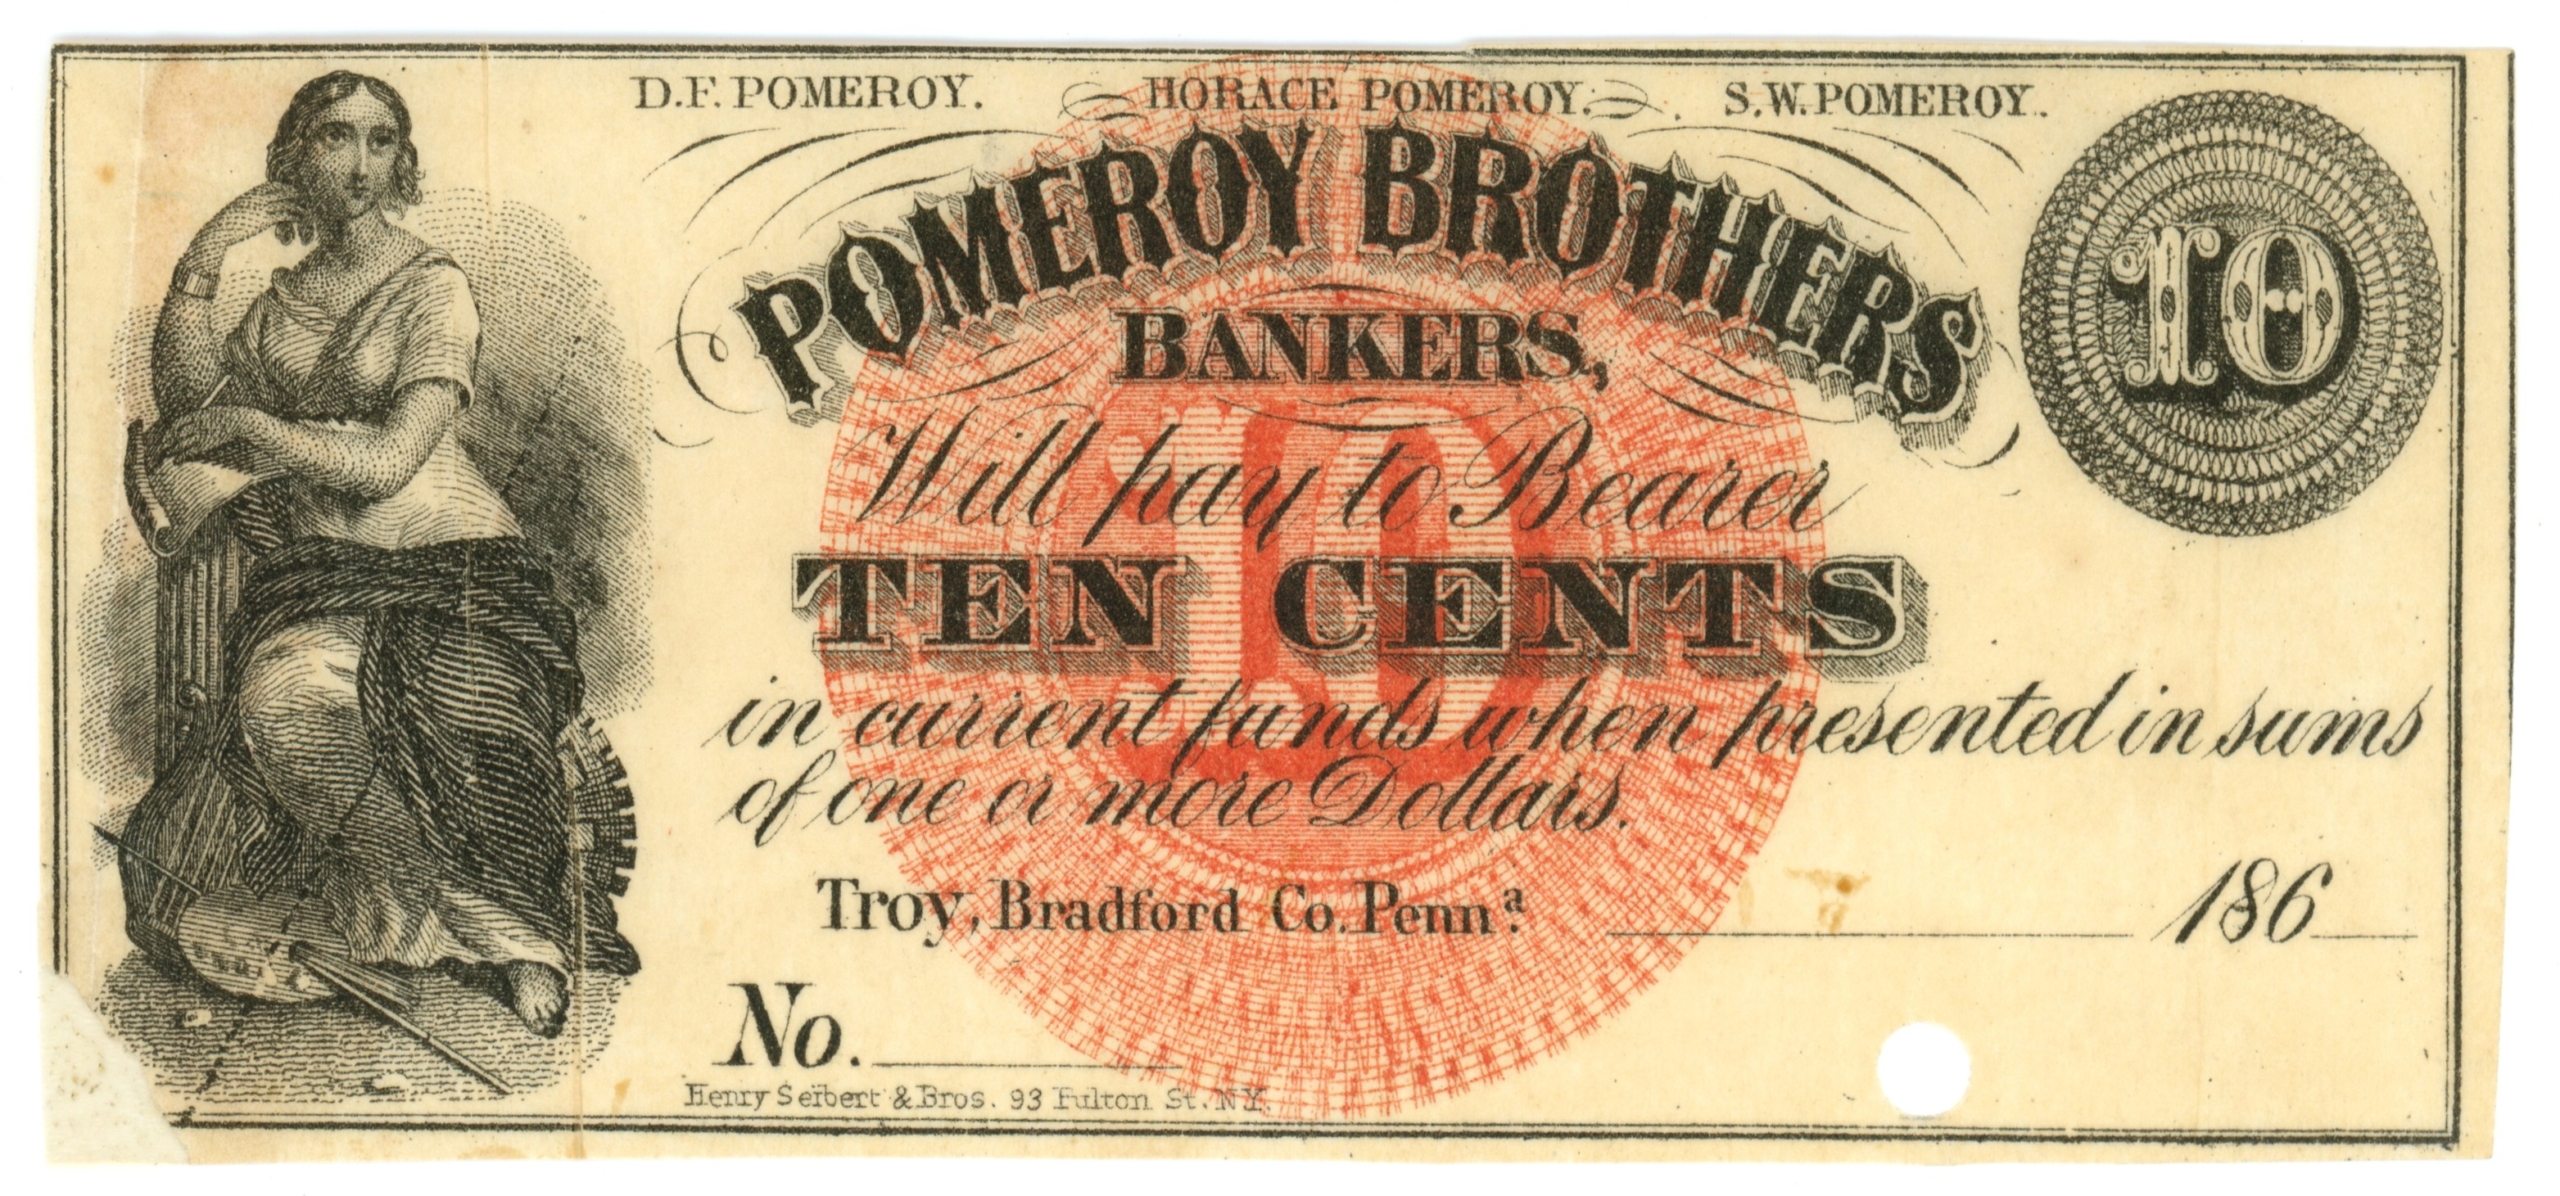 D.F. POMEROY. HORACE POMEROY. S.W. POMEROY.
POMEROY BROTHERS
BANKERS,
10
Will pay to Bearer
10
TEN CENTS
in current funds when presented in sums
of one or more Dollars.
Troy, Bradford Co. Pennª. 186
No.
Henry Seibert & Bros. 93 Fulton St. N.Y.